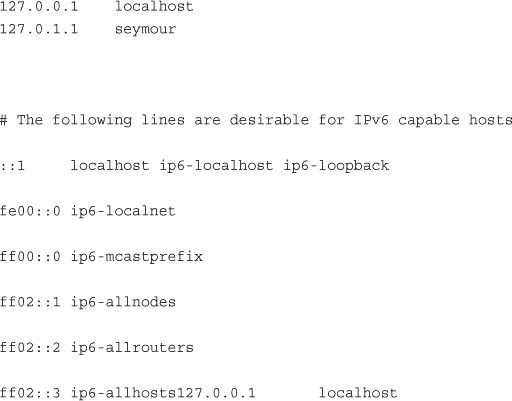 127.0.0.1    localhost
127.0.1.1    seymour
# The following lines are desirable for IPv6 capable hosts
::1     localhost ip6-localhost ip6-loopback
fe00::0 ip6-localnet
ff00::0 ip6-mcastprefix
ff02::1 ip6-allnodes
ff02::2 ip6-allrouters
ff02::3 ip6-allhosts127.0.0.1       localhost